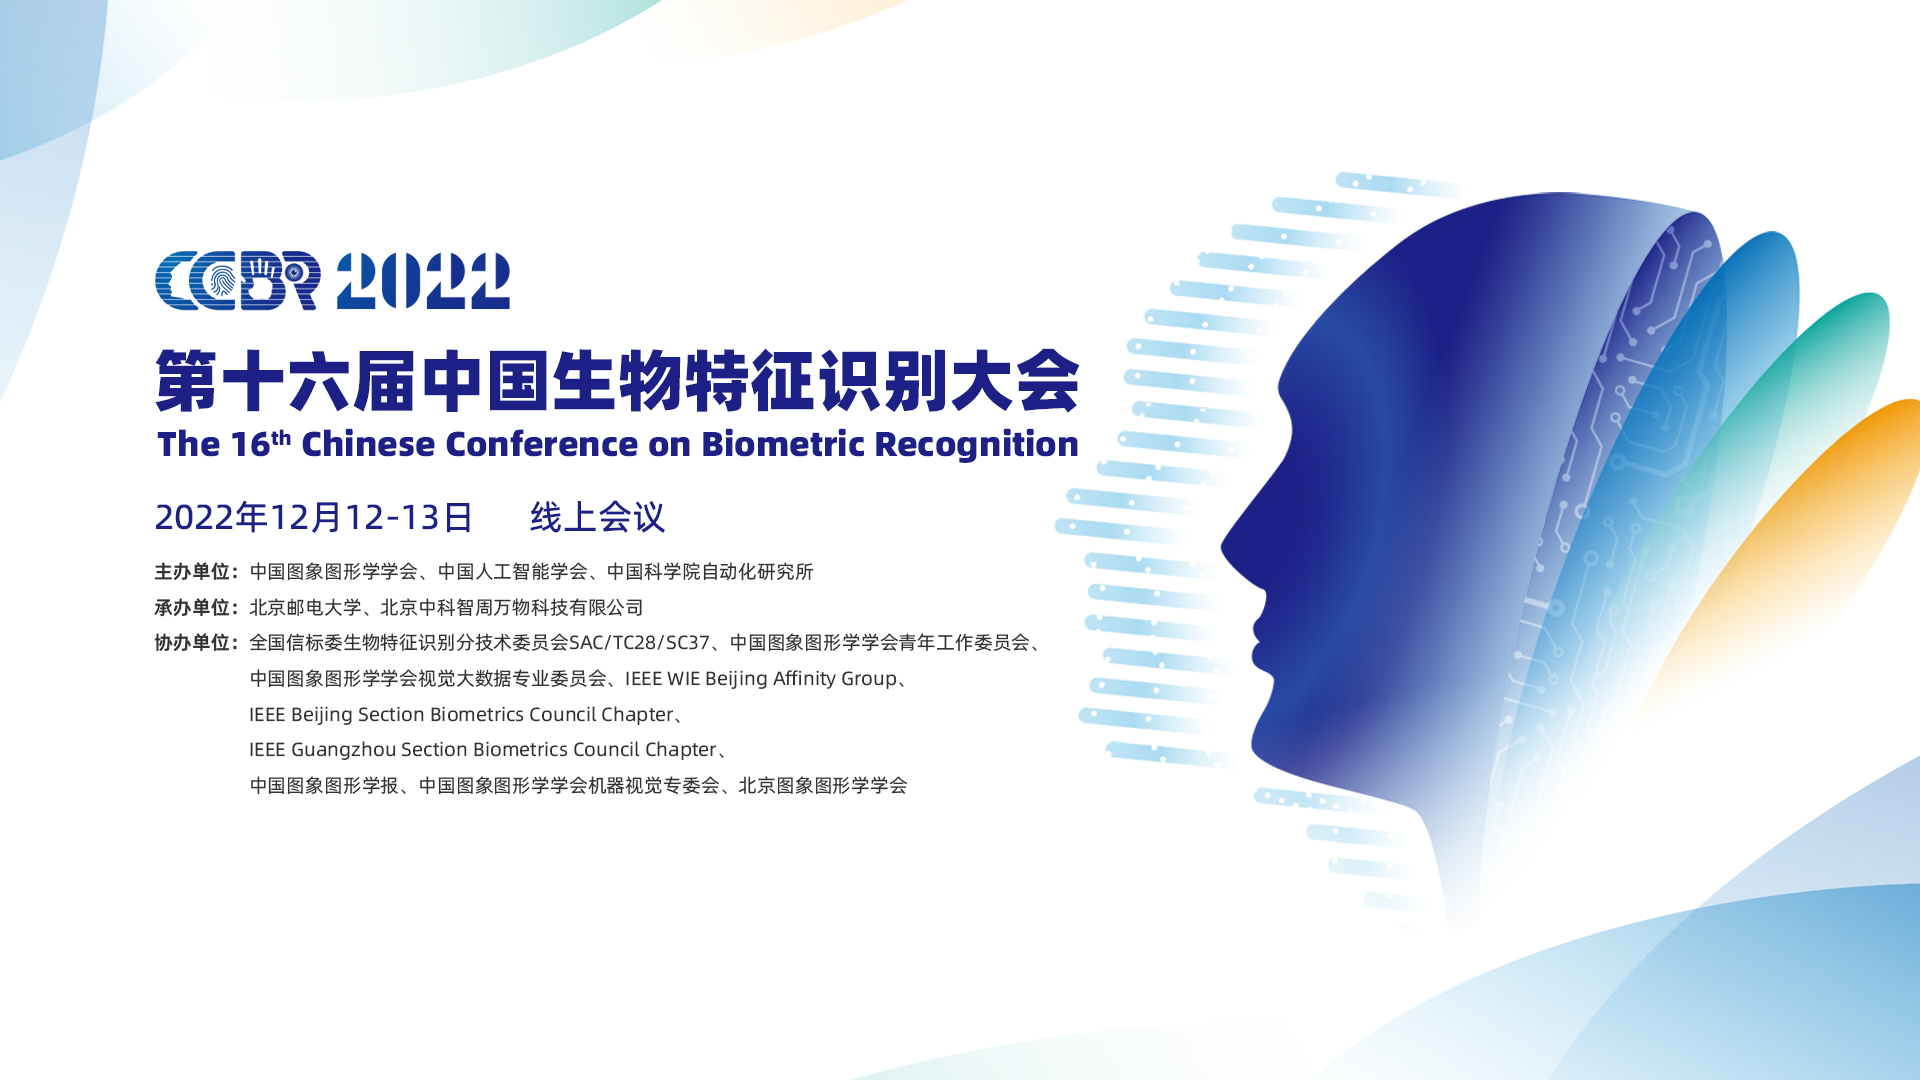 CCBR 2022
第十六届中国生物特征识别大会
The 16th Chinese Conference on Biometric Recognition
2022年12月12-13日 线上会议
主办单位：中国图象图形学学会、中国人工智能学会、中国科学院自动化研究所
承办单位：北京邮电大学、北京中科智周万物科技有限公司
协办单位：全国信标委生物特征识别分技术委员会SAC/TC28/SC37、中国图象图形学学会青年工作委员会、
中国图象图形学学会视觉大数据专业委员会、IEEE WIE Beijing Affinity Group、
IEEE Beijing Section Biometrics Council Chapter、
IEEE Guangzhou Section Biometrics Council Chapter、
中国图象图形学报、中国图象图形学学会机器视觉专委会、北京图象图形学学会